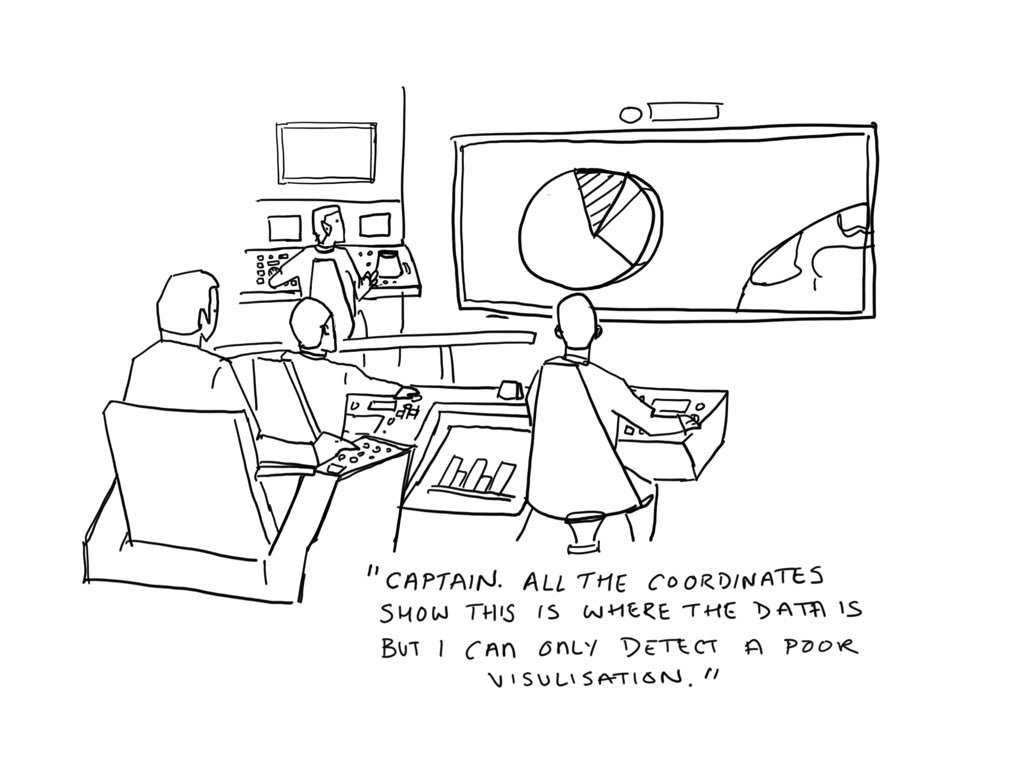 "CAPTAIN. ALL THE COORDINATES
SHOW THIS IS WHERE THE DATA IS
BUT I CAN ONLY DETECT A POOR
VISULISATION."